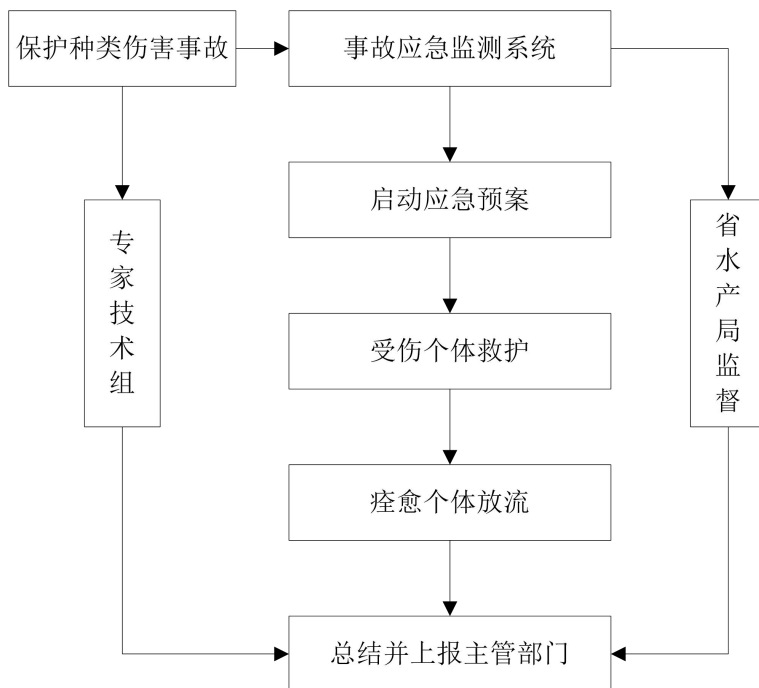 保护种类伤害事故
事故应急监测系统
启动应急预案
专家技术组
省水产局监督
受伤个体救护
痊愈个体放流
总结并上报主管部门